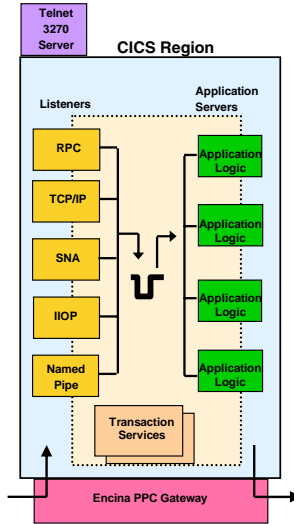 Telnet
3270
Server
CICS Region
Listeners
Application
Servers
RPC
TCP/IP
SNA
IIOP
Named
Pipe
Application
Logic
Application
Logic
Application
Logic
Application
Logic
Transaction
Services
Encina PPC Gateway